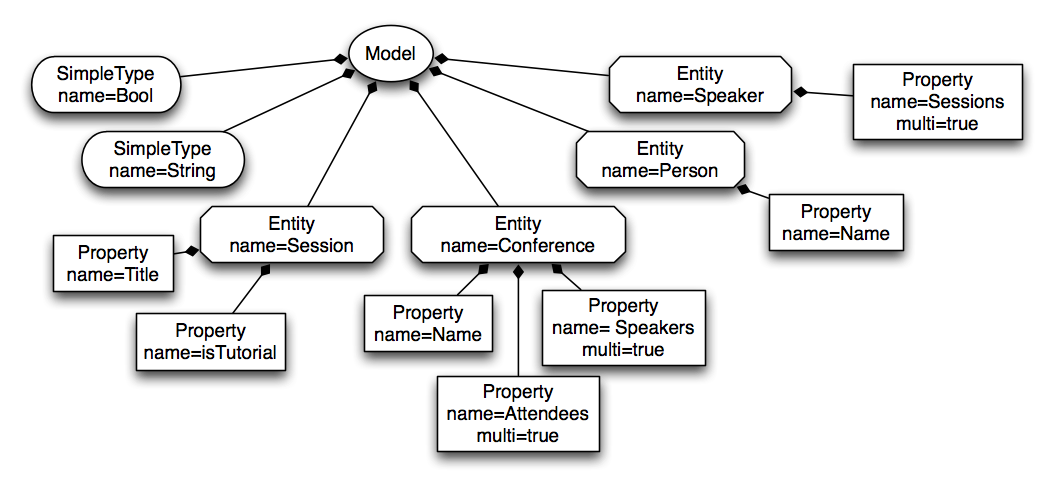 Model
SimpleType
name=Bool
SimpleType
name=String
Entity
name=Speaker
Property
name=Sessions
multi=true
Entity
name=Person
Property
name=Name
Entity
name=Session
Property
name=Title
Property
name=isTutorial
Entity
name=Conference
Property
name=Name
Property
name= Speakers
multi=true
Property
name=Attendees
multi=true